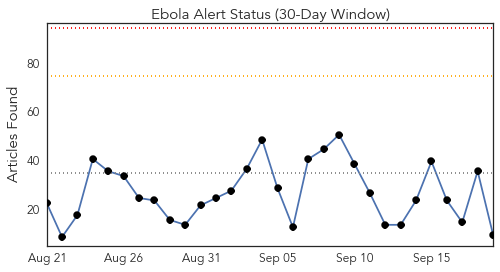 Ebola Alert Status (30-Day Window)
Articles Found
80
60
40
20
Aug 21 Aug 26 Aug 31 Sep 05 Sep 10 Sep 15